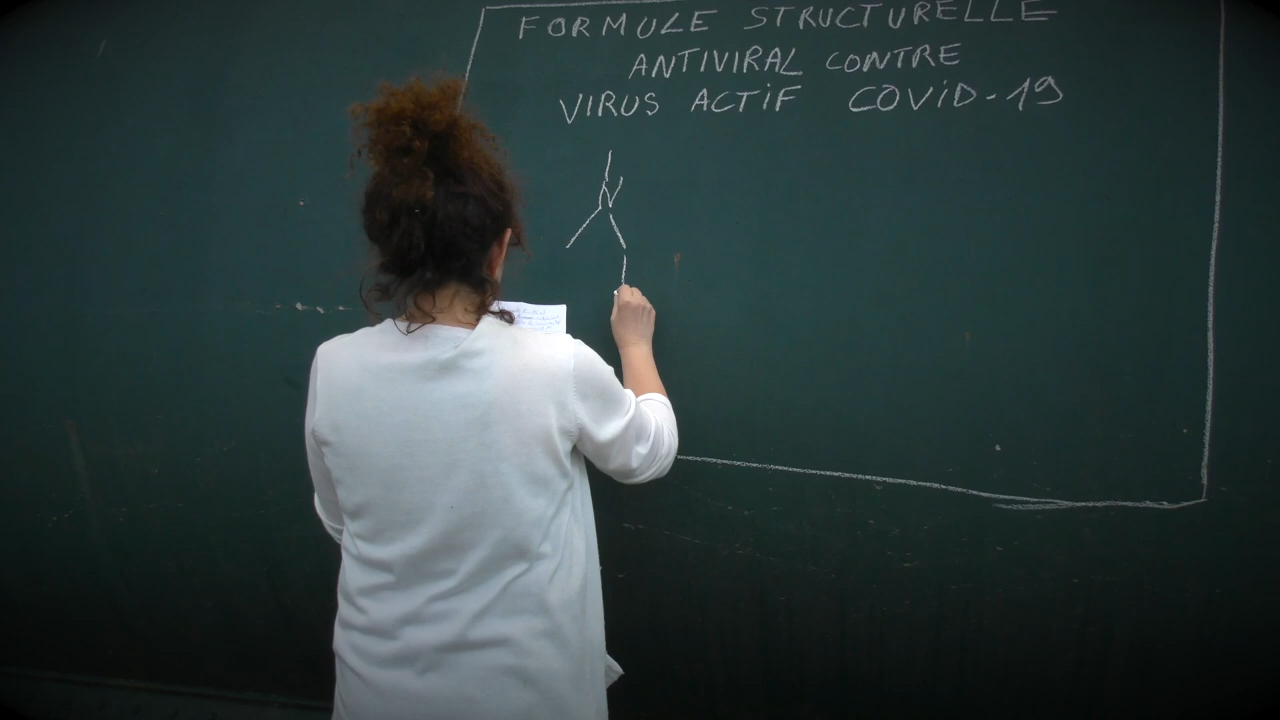 FORMULE STRUCTURELLE
ANTIVIRAL CONTRE
VIRUS ACTIF COVID-19
N